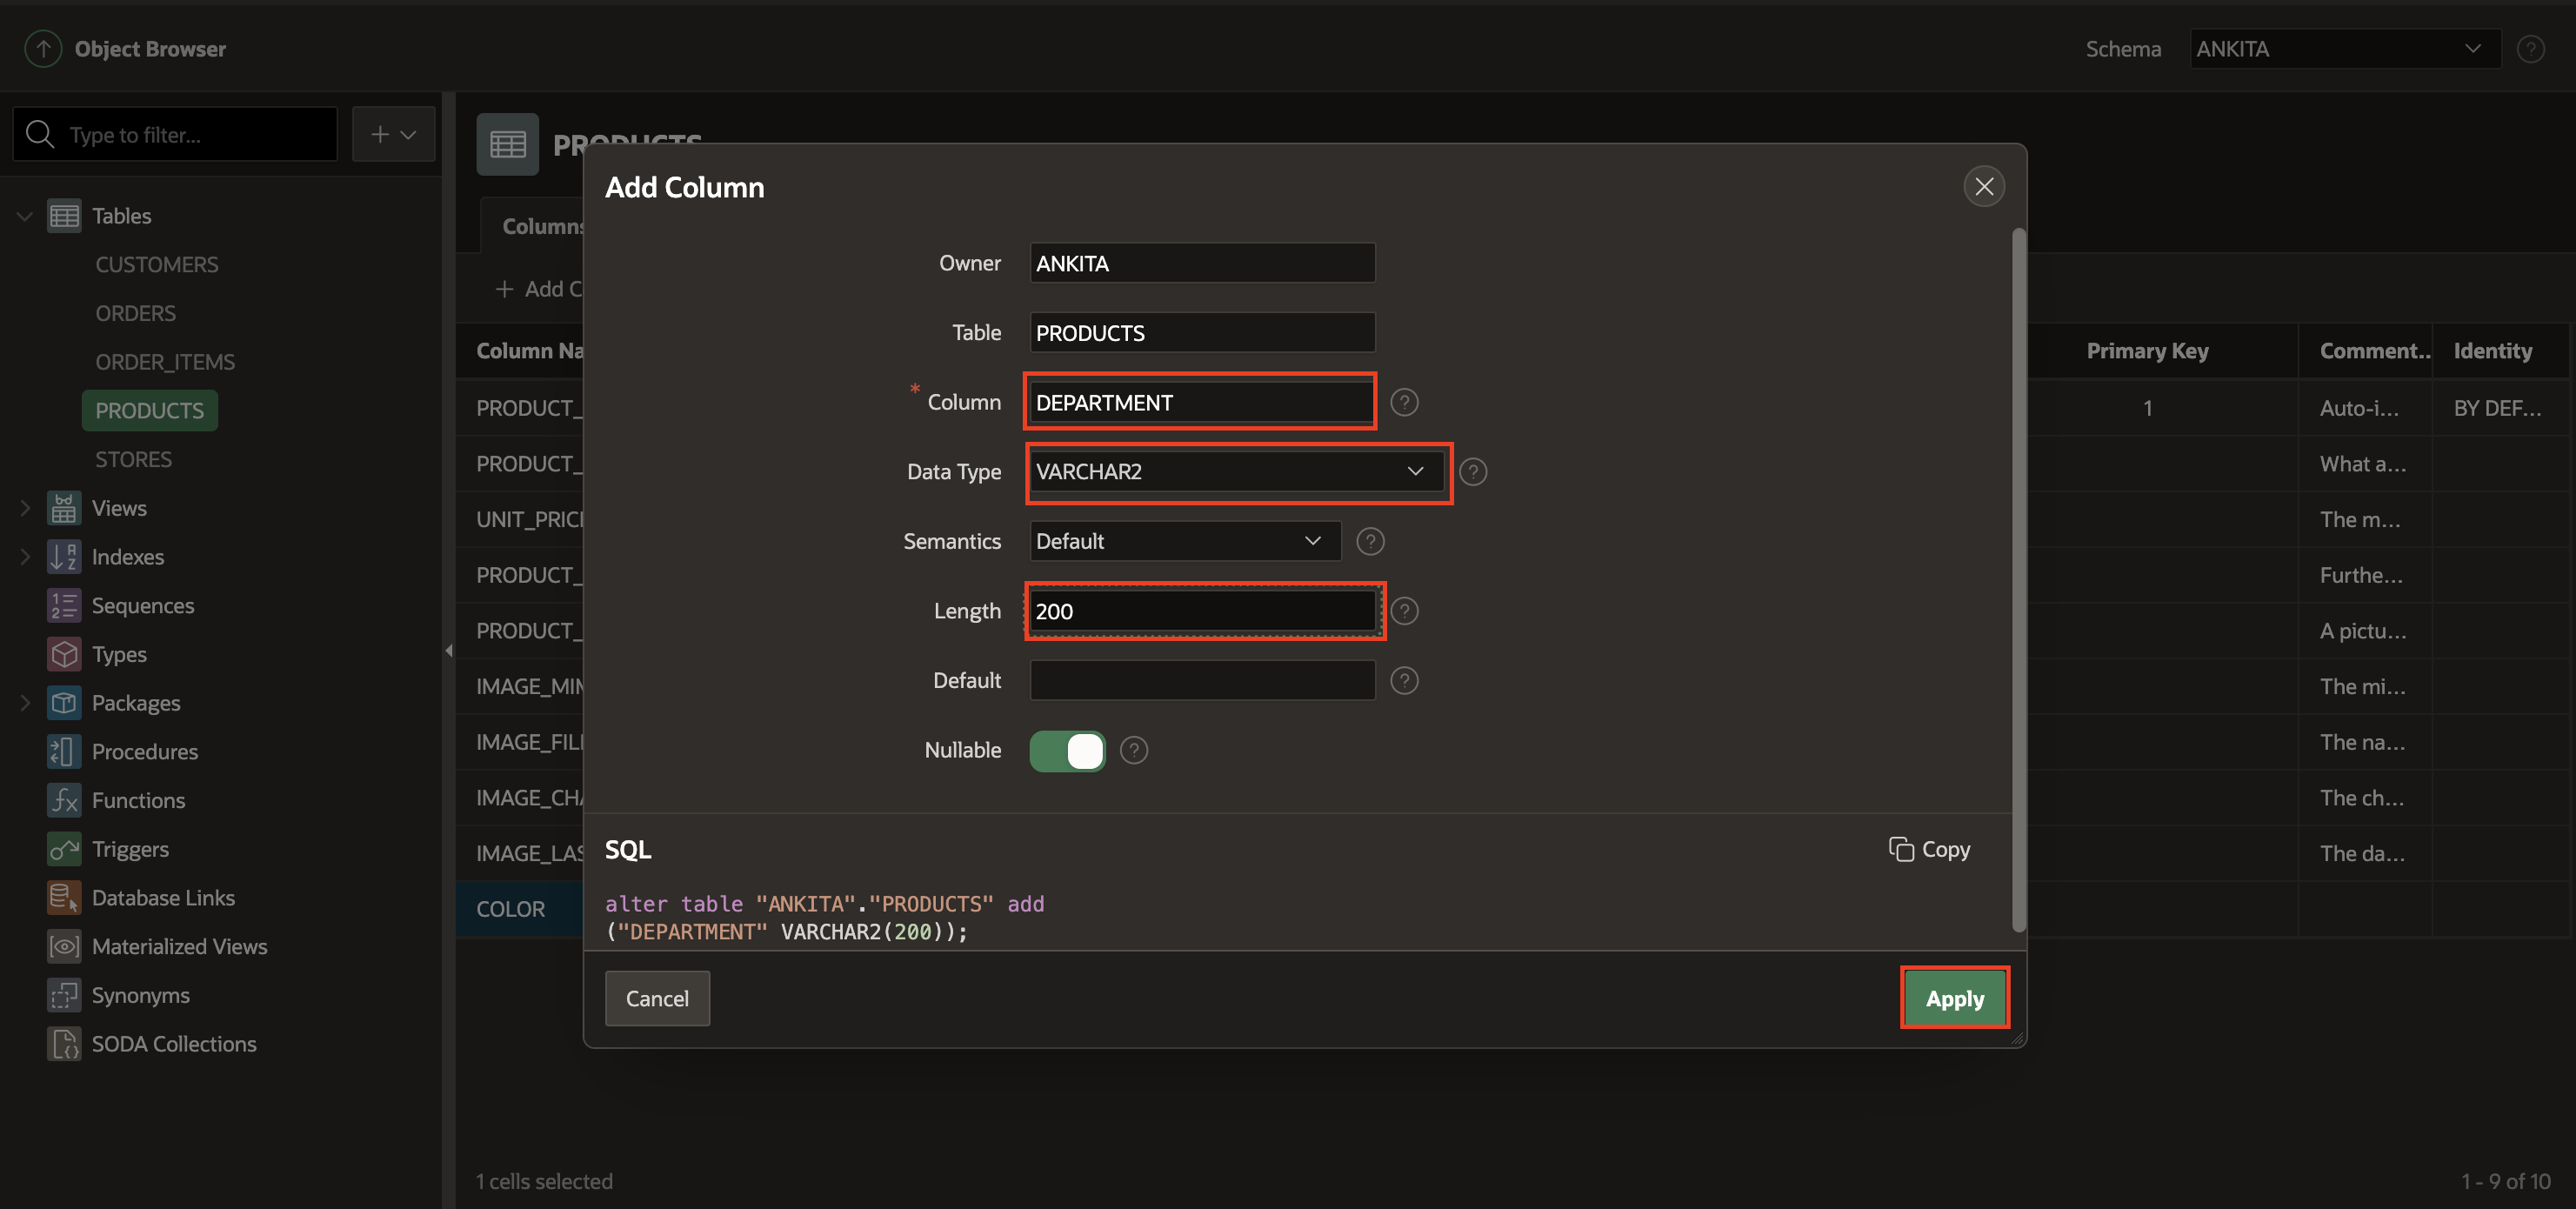 Object Browser
Schema
ANKITA
Type to filter...
Tables
CUSTOMERS
ORDERS
ORDER_ITEMS
PRODUCTS
STORES
Views
Indexes
Sequences
Types
Packages
Procedures
Functions
Triggers
Database Links
Materialized Views
Synonyms
SODA Collections
PRODUCTS
Columns
Add C
Column Na
Primary Key
Comment..
Identity
PRODUCT_
1
Auto-i...
BY DEF...
PRODUCT_
What a...
UNIT_PRICE
The m...
PRODUCT_
Furthe...
PRODUCT_
A pictu...
IMAGE_MIM
The mi...
IMAGE_FILE
The na...
IMAGE_CHA
The ch...
IMAGE_LAS
The da...
COLOR
1 cells selected
1 - 9 of 10
Add Column
Owner
ANKITA
Table
PRODUCTS
* Column
DEPARTMENT
Data Type
VARCHAR2
Semantics
Default
Length
200
Default
Nullable
SQL
Copy
alter table "ANKITA"."PRODUCTS" add
("DEPARTMENT" VARCHAR2(200));
Cancel
Apply